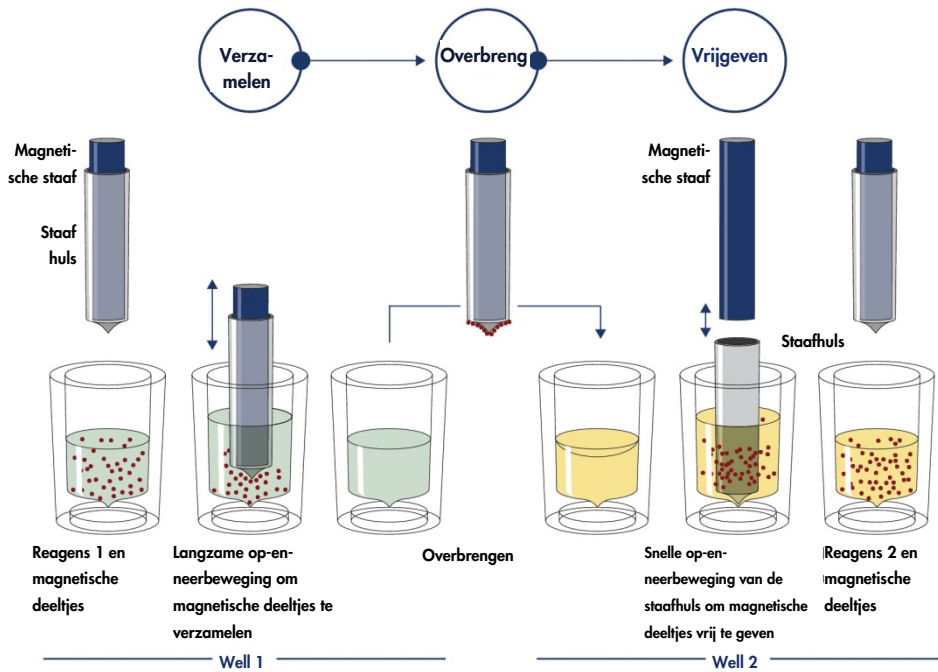 Verza-
melen
Overbreng
Vrijgeven
Magneti-
sche staaf
Staaf
huls
Magneti-
sche staaf
Staafhuls
Reagens 1 en
magnetische
deeltjes
Langzame op-en-
neerbeweging om
magnetische deeltjes te
verzamelen
Overbrengen
Snelle op-en-
neerbeweging van de
staafhuls om magnetische
deeltjes vrij te geven
Reagens 2 en
magnetische
deeltjes
Well 1
Well 2